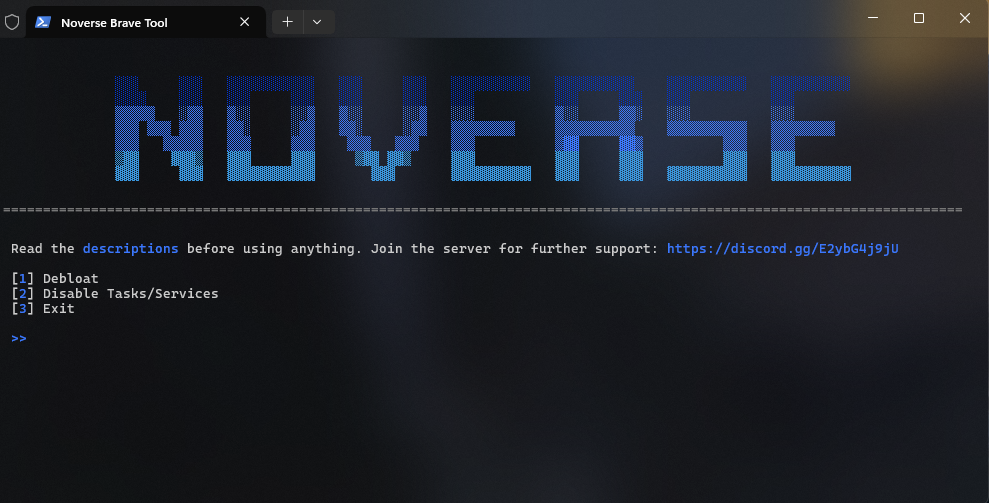 Noverse Brave Tool
NOVERSE
========================================================================================================================
Read the descriptions before using anything. Join the server for further support: https://discord.gg/E2ybG4j9jU
[1] Debloat
[2] Disable Tasks/Services
[3] Exit
>>